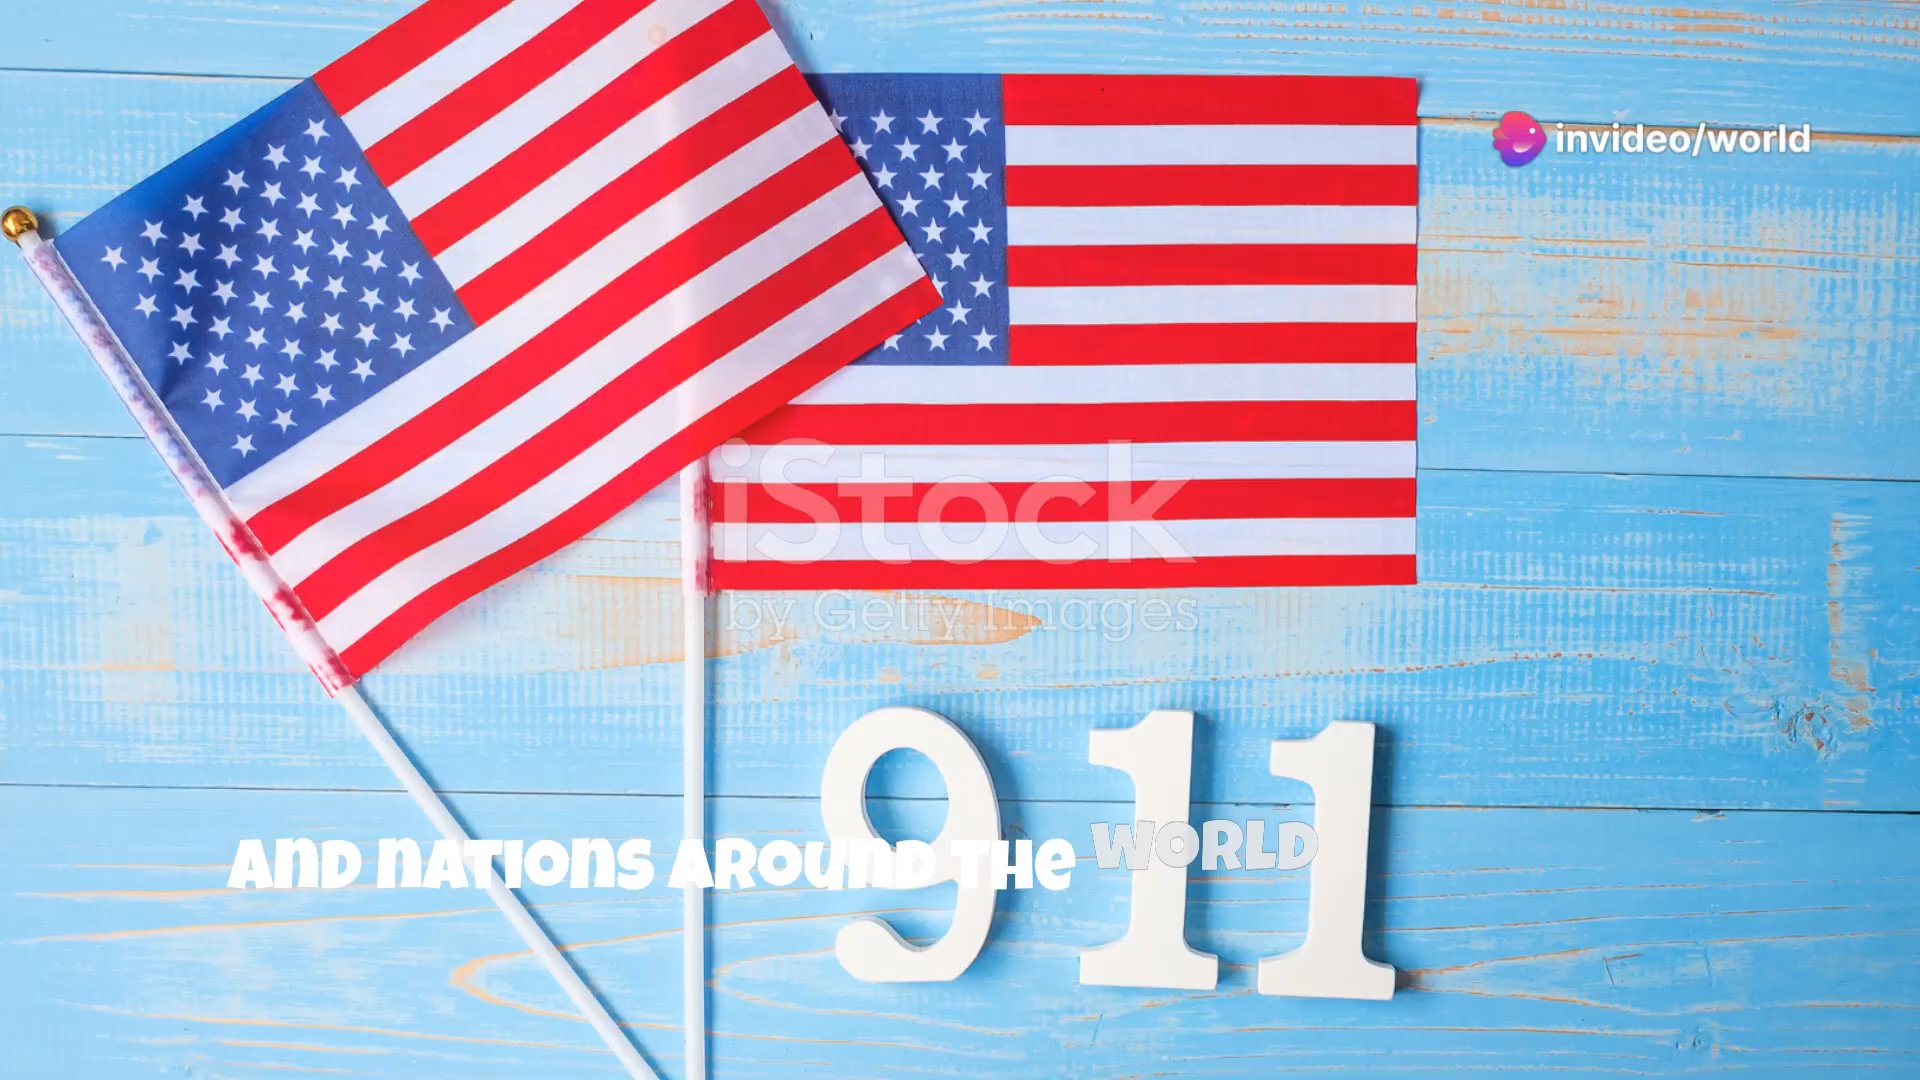 invideo/world
iStock
by Getty Images
911
AND NATIONS AROUND THE WORLD